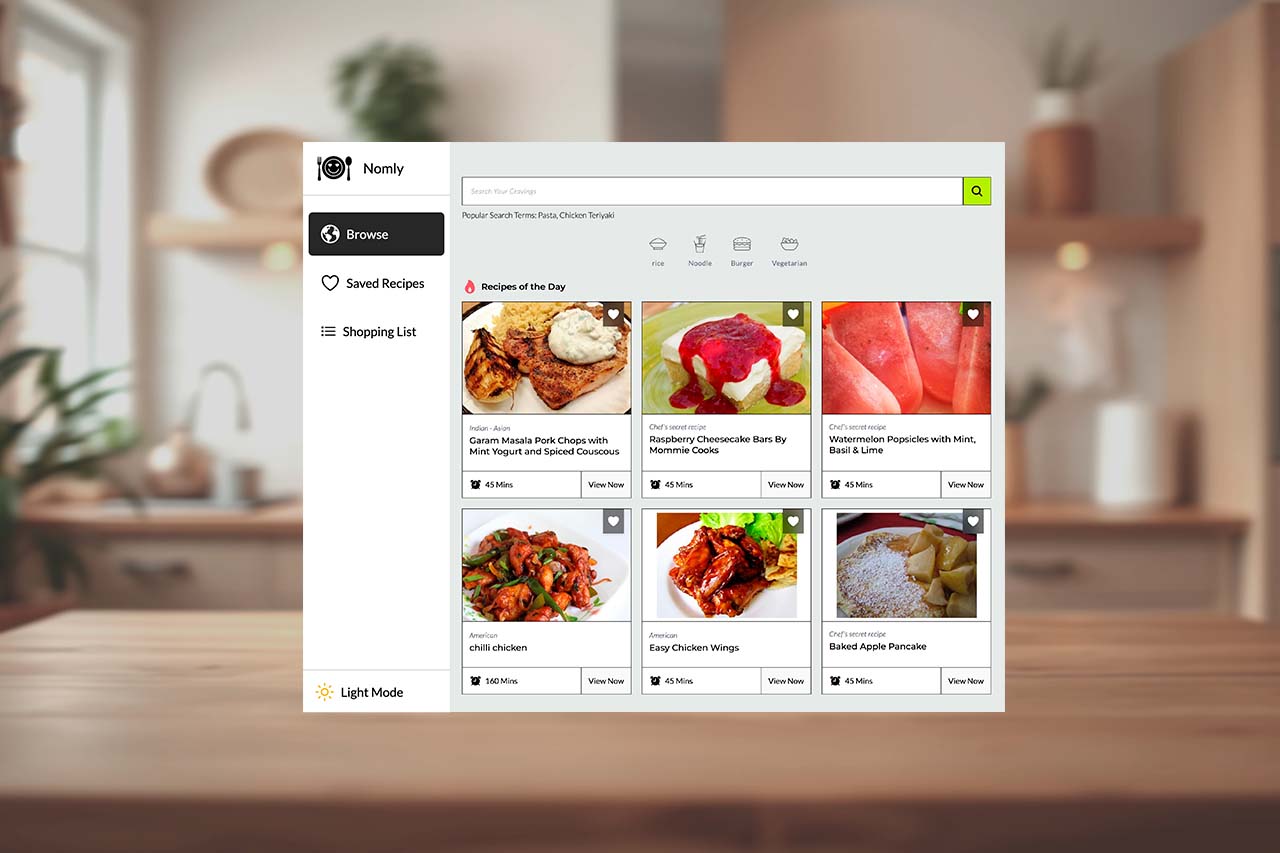 Nomly
Browse
Saved Recipes
Shopping List
Light Mode
Search Your Cravings
Popular Search Terms: Pasta, Chicken Teriyaki
rice
Noodle
Burger
Vegetarian
Recipes of the Day
Indian - Asian
Garam Masala Pork Chops with
Mint Yogurt and Spiced Couscous
45 Mins
View Now
Chef's secret recipe
Raspberry Cheesecake Bars By
Mommie Cooks
45 Mins
View Now
Chef's secret recipe
Watermelon Popsicles with Mint,
Basil & Lime
45 Mins
View Now
American
chilli chicken
160 Mins
View Now
American
Easy Chicken Wings
45 Mins
View Now
Chef's secret recipe
Baked Apple Pancake
45 Mins
View Now